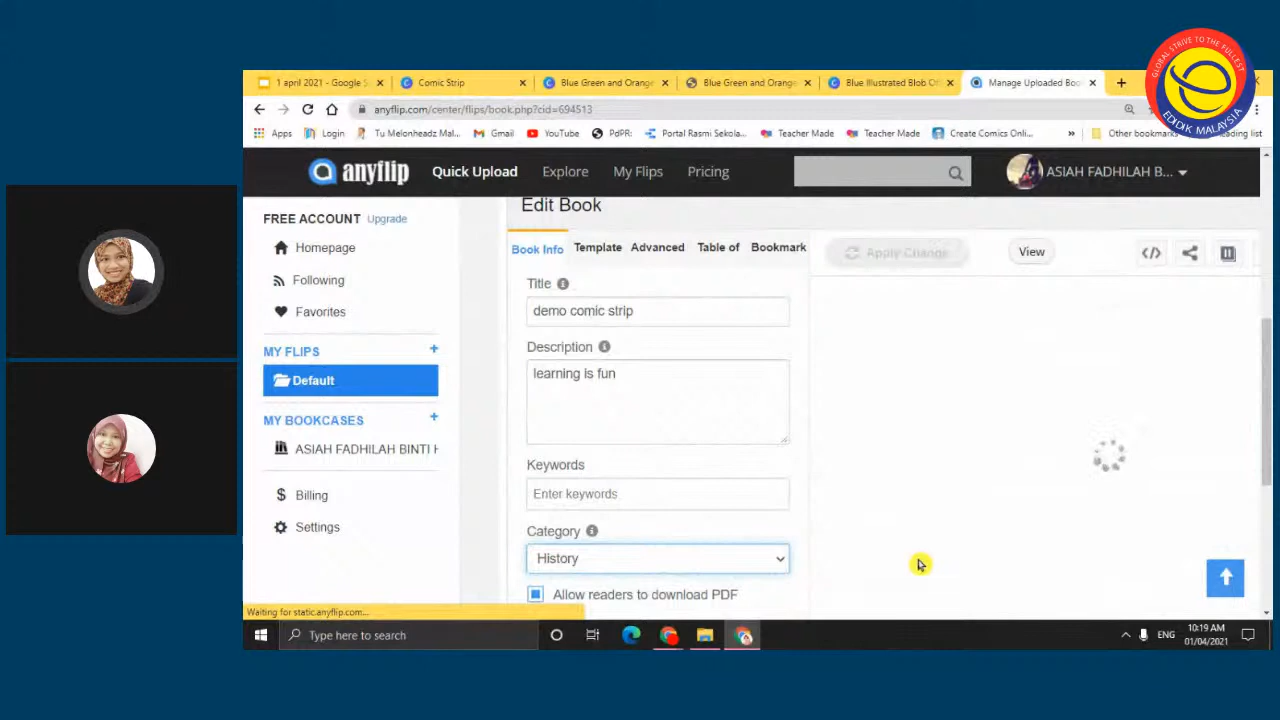 GLOBAL STRIVE TO THE FULLEST
EDIDIK MALAYSIA
1 april 2021 - Google S
Comic Strip
Blue Green and Orange
Blue Green and Orange
Blue Illustrated Blob O
Manage Uploaded Boo
anyflip.com/center/flips/book.php?cid=694513
Apps
Login
Tu Melonheadz Mal...
Gmail
YouTube
PdPR:
Portal Rasmi Sekola...
Teacher Made
Teacher Made
Create Comics Onli...
»
Other bookmarks
eading list
anyflip
Quick Upload
Explore
My Flips
Pricing
ASIAH FADHILAH B...
FREE ACCOUNT Upgrade
Homepage
Following
Favorites
MY FLIPS +
Default
MY BOOKCASES +
ASIAH FADHILAH BINTI H
$ Billing
Settings
Edit Book
Book Info
Template
Advanced
Table of
Bookmark
Apply Change
View
Title
demo comic strip
Description
learning is fun
Keywords
Enter keywords
Category
History
Allow readers to download PDF
Waiting for static.anyflip.com...
Type here to search
ENG
10:19 AM
01/04/2021